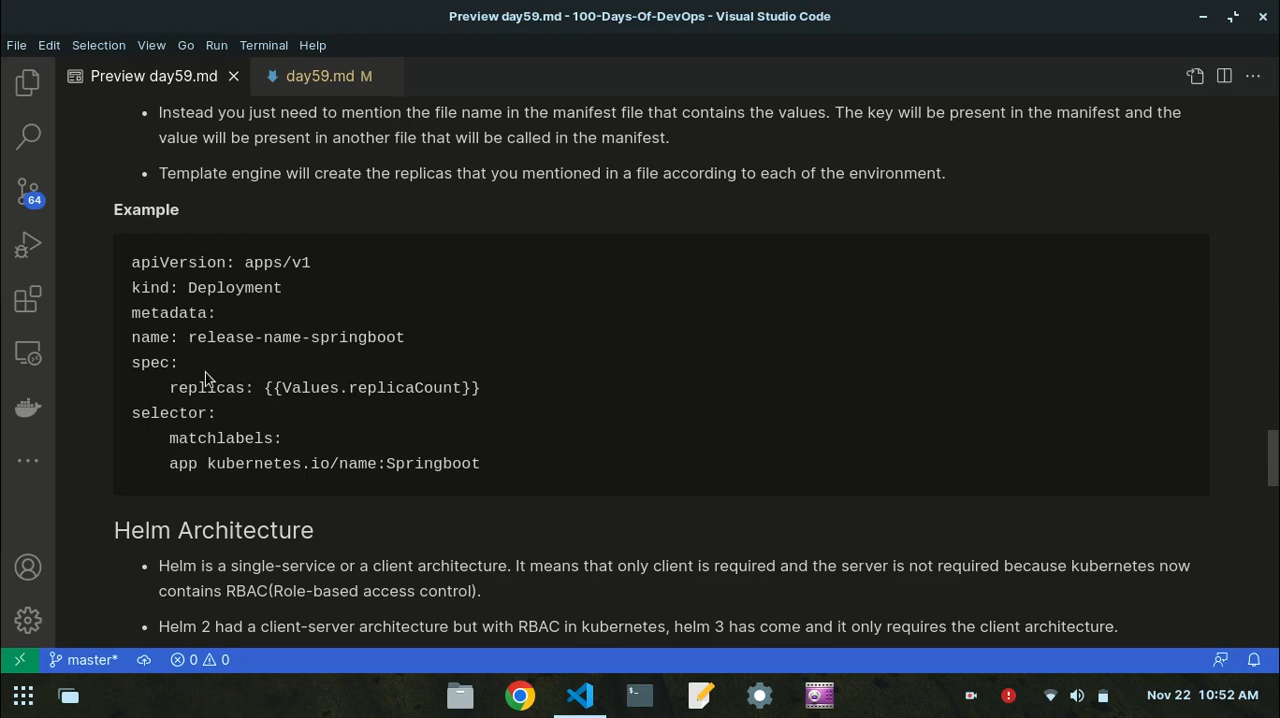 Preview day59.md - 100-Days-Of-DevOps - Visual Studio Code
File Edit Selection View Go Run Terminal Help
Preview day59.md
day59.md M
Instead you just need to mention the file name in the manifest file that contains the values. The key will be present in the manifest and the
value will be present in another file that will be called in the manifest.
Template engine will create the replicas that you mentioned in a file according to each of the environment.
Example
apiVersion: apps/v1
kind: Deployment
metadata:
name: release-name-springboot
spec:
replicas: {{Values.replicaCount}}
selector:
matchlabels:
app kubernetes.io/name:Springboot
Helm Architecture
Helm is a single-service or a client architecture. It means that only client is required and the server is not required because kubernetes now
contains RBAC(Role-based access control).
Helm 2 had a client-server architecture but with RBAC in kubernetes, helm 3 has come and it only requires the client architecture.
64
master* 0 0
Nov 22 10:52 AM